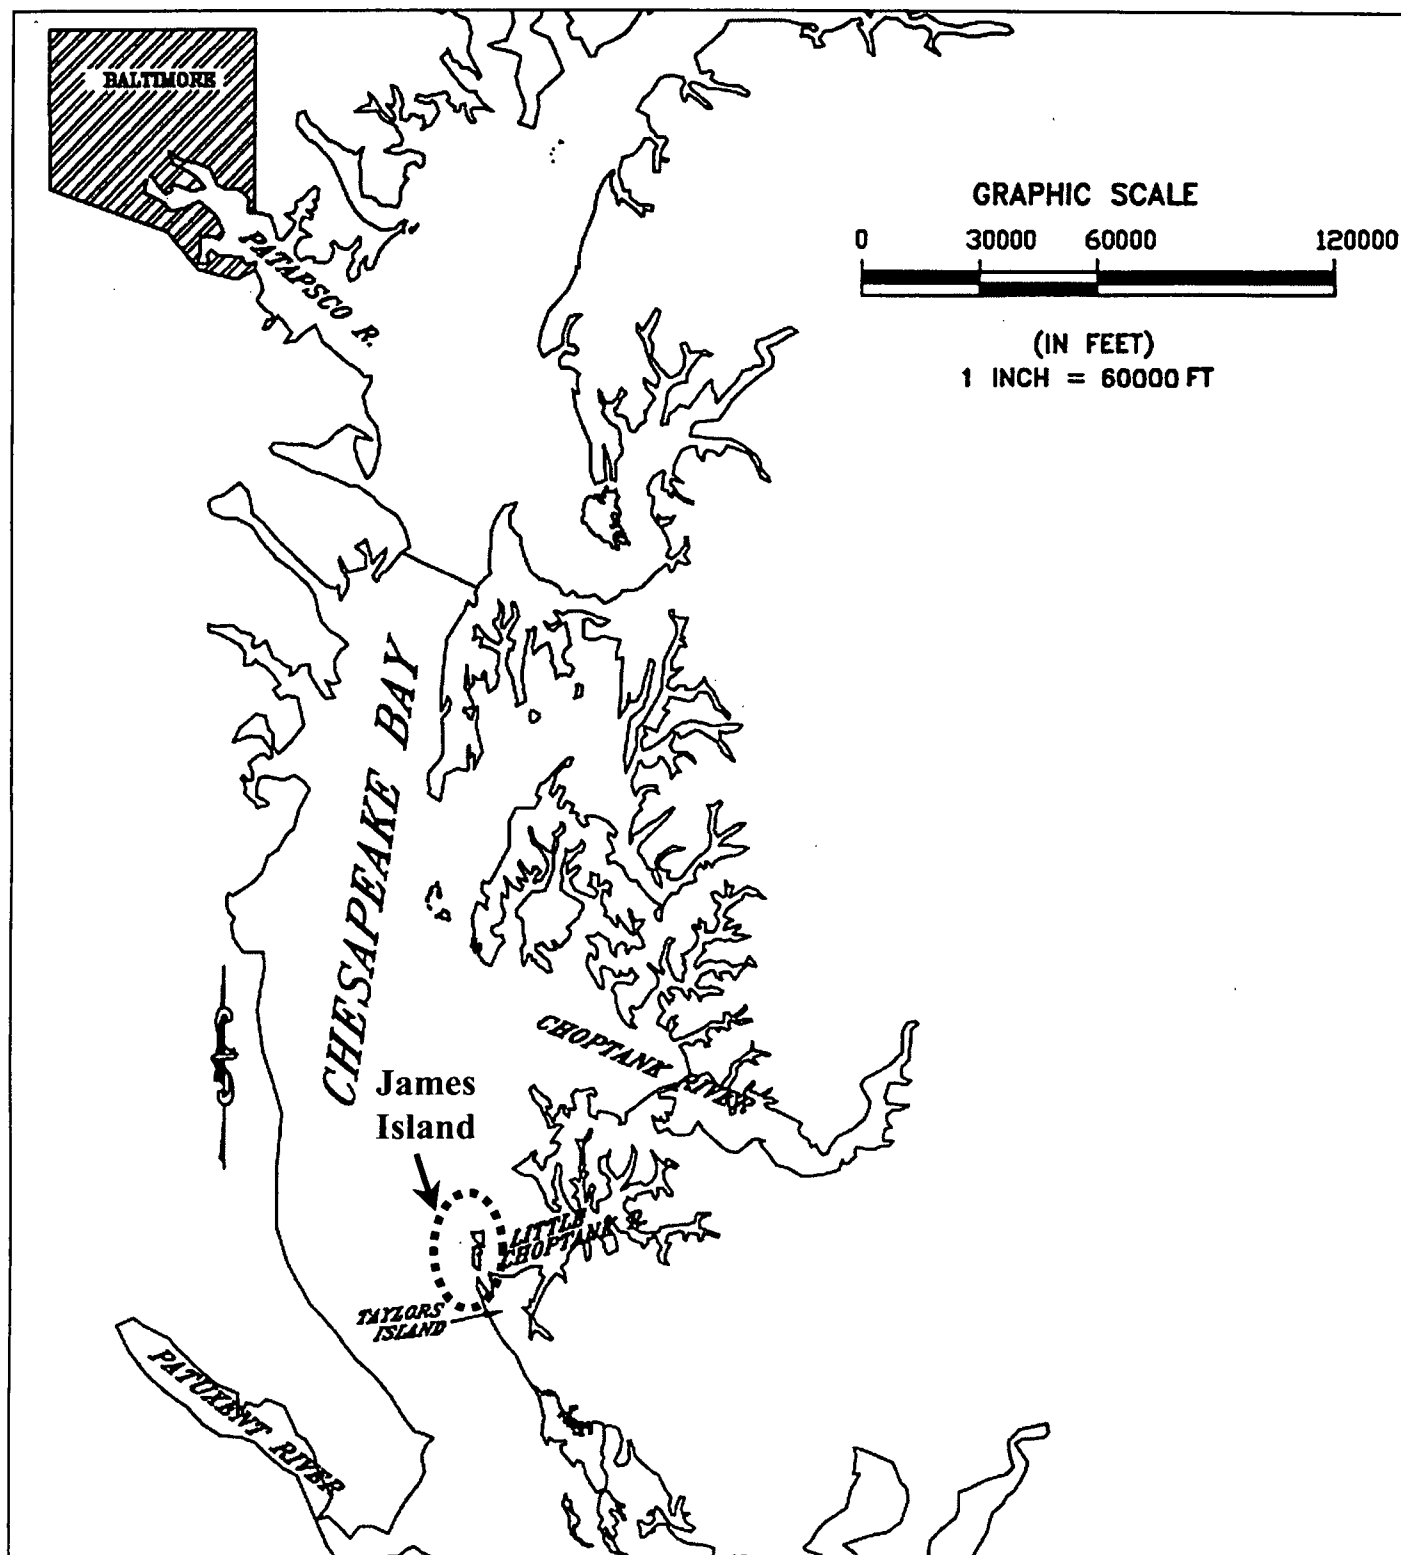 BALTIMORE
GRAPHIC SCALE
0 30000 60000 120000
(IN FEET)
1 INCH = 60000 FT
PATAPSCO R.
CHESAPEAKE BAY
CHOPTANK RIVER
James
Island
LITTLE
CHOPTANK R
TAYLORS
ISLAND
PATUXENT RIVER